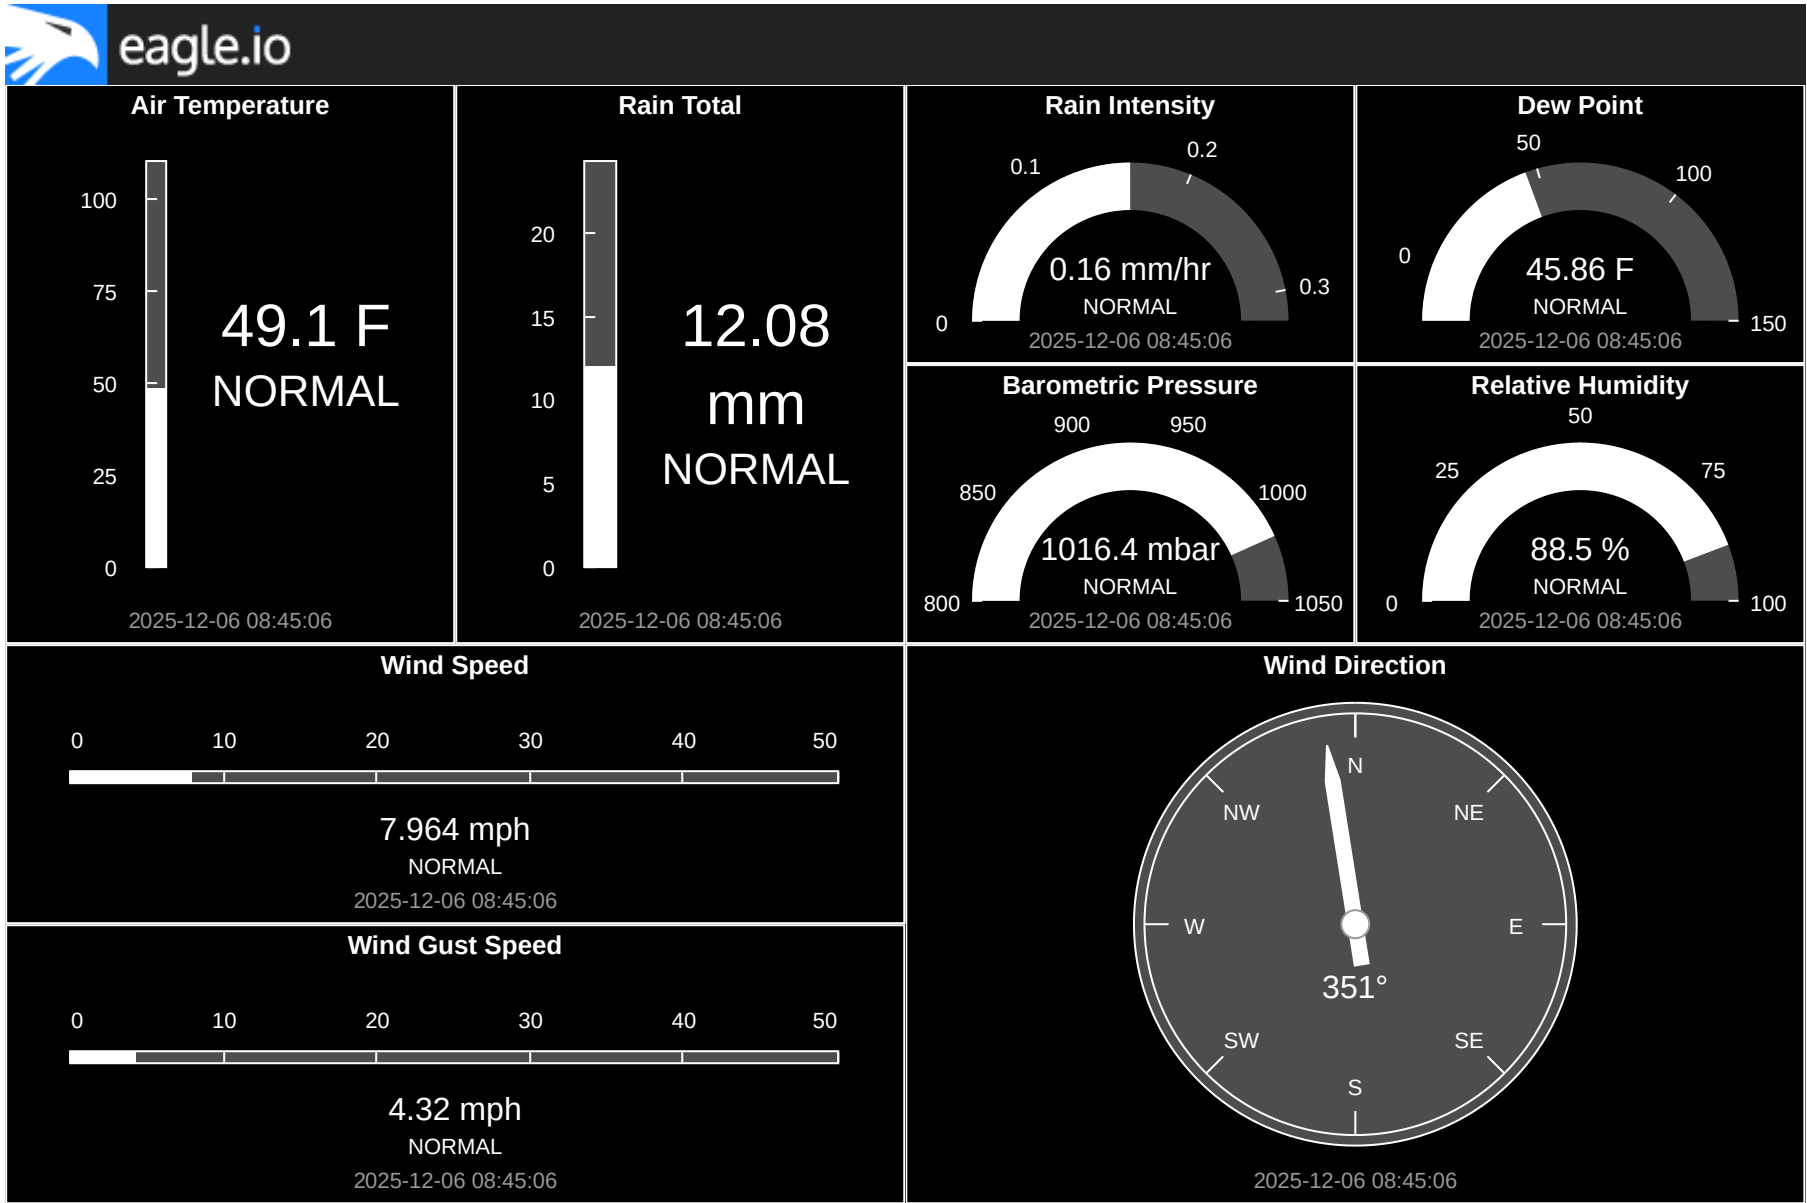 eagle.io
Air Temperature
100
75
50
25
0
49.1 F
NORMAL
2025-12-06 08:45:06
Rain Total
20
15
10
5
0
12.08
mm
NORMAL
2025-12-06 08:45:06
Rain Intensity
0
0.1
0.2
0.3
0.16 mm/hr
NORMAL
2025-12-06 08:45:06
Dew Point
0
50
100
150
45.86 F
NORMAL
2025-12-06 08:45:06
Barometric Pressure
800
850
900
950
1000
1050
1016.4 mbar
NORMAL
2025-12-06 08:45:06
Relative Humidity
0
25
50
75
100
88.5 %
NORMAL
2025-12-06 08:45:06
Wind Speed
0 10 20 30 40 50
7.964 mph
NORMAL
2025-12-06 08:45:06
Wind Gust Speed
0 10 20 30 40 50
4.32 mph
NORMAL
2025-12-06 08:45:06
Wind Direction
N
NW NE
W E
351°
SW SE
S
2025-12-06 08:45:06